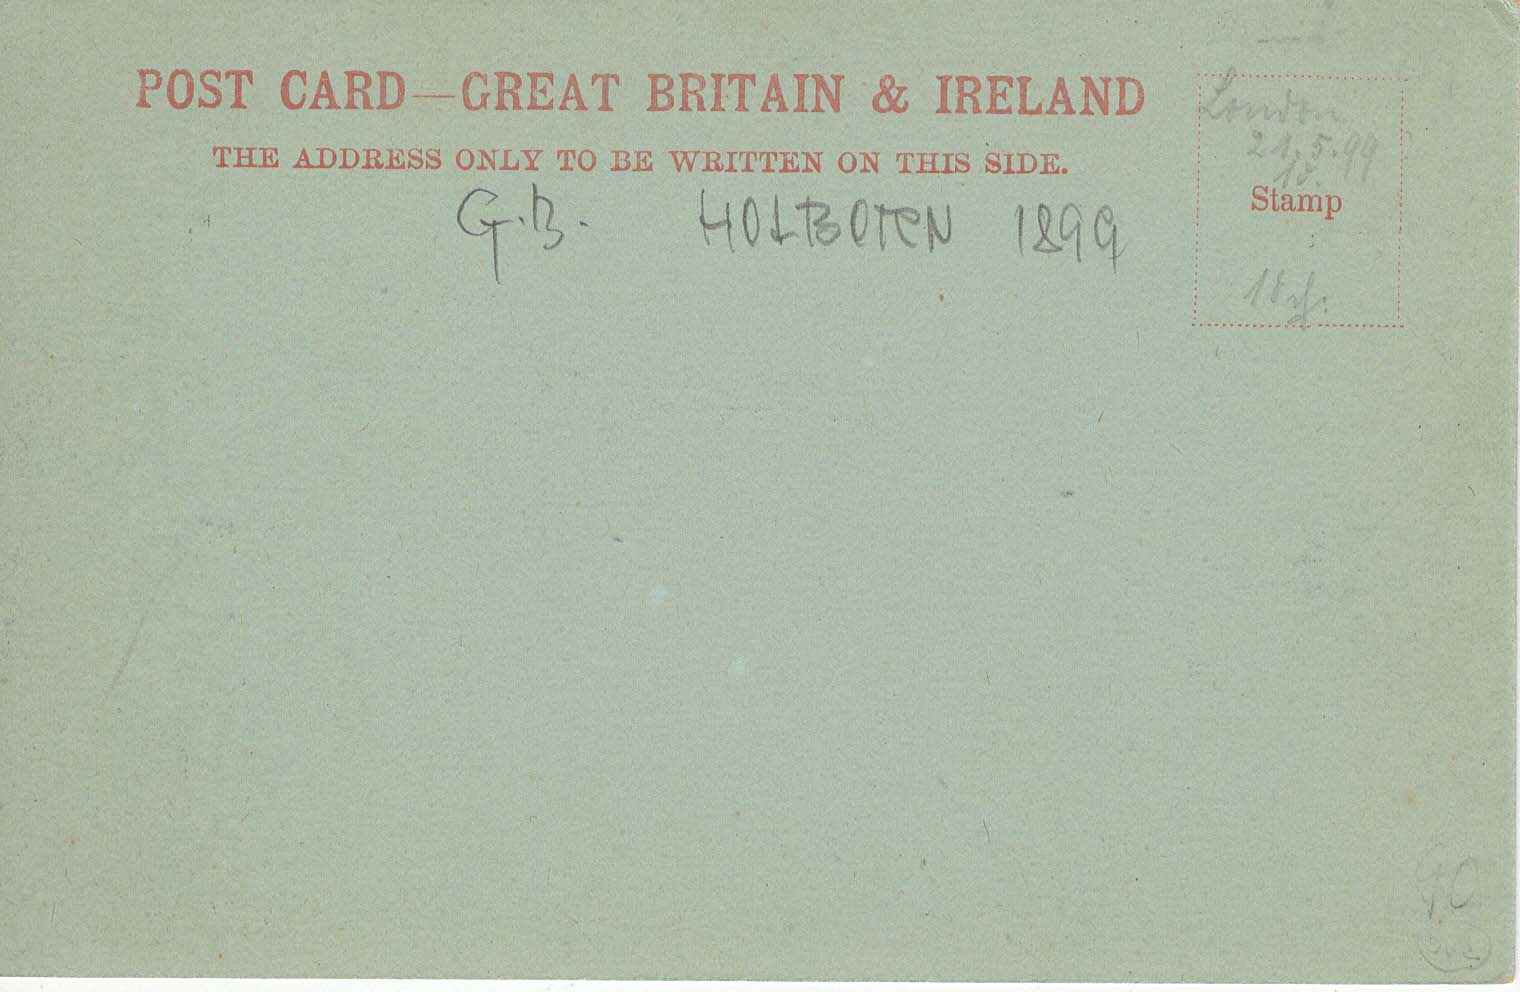 POST CARD—GREAT BRITAIN & IRELAND
THE ADDRESS ONLY TO BE WRITTEN ON THIS SIDE.
G.B. HOLBORN 1899
London
21.5.99
Stamp
90